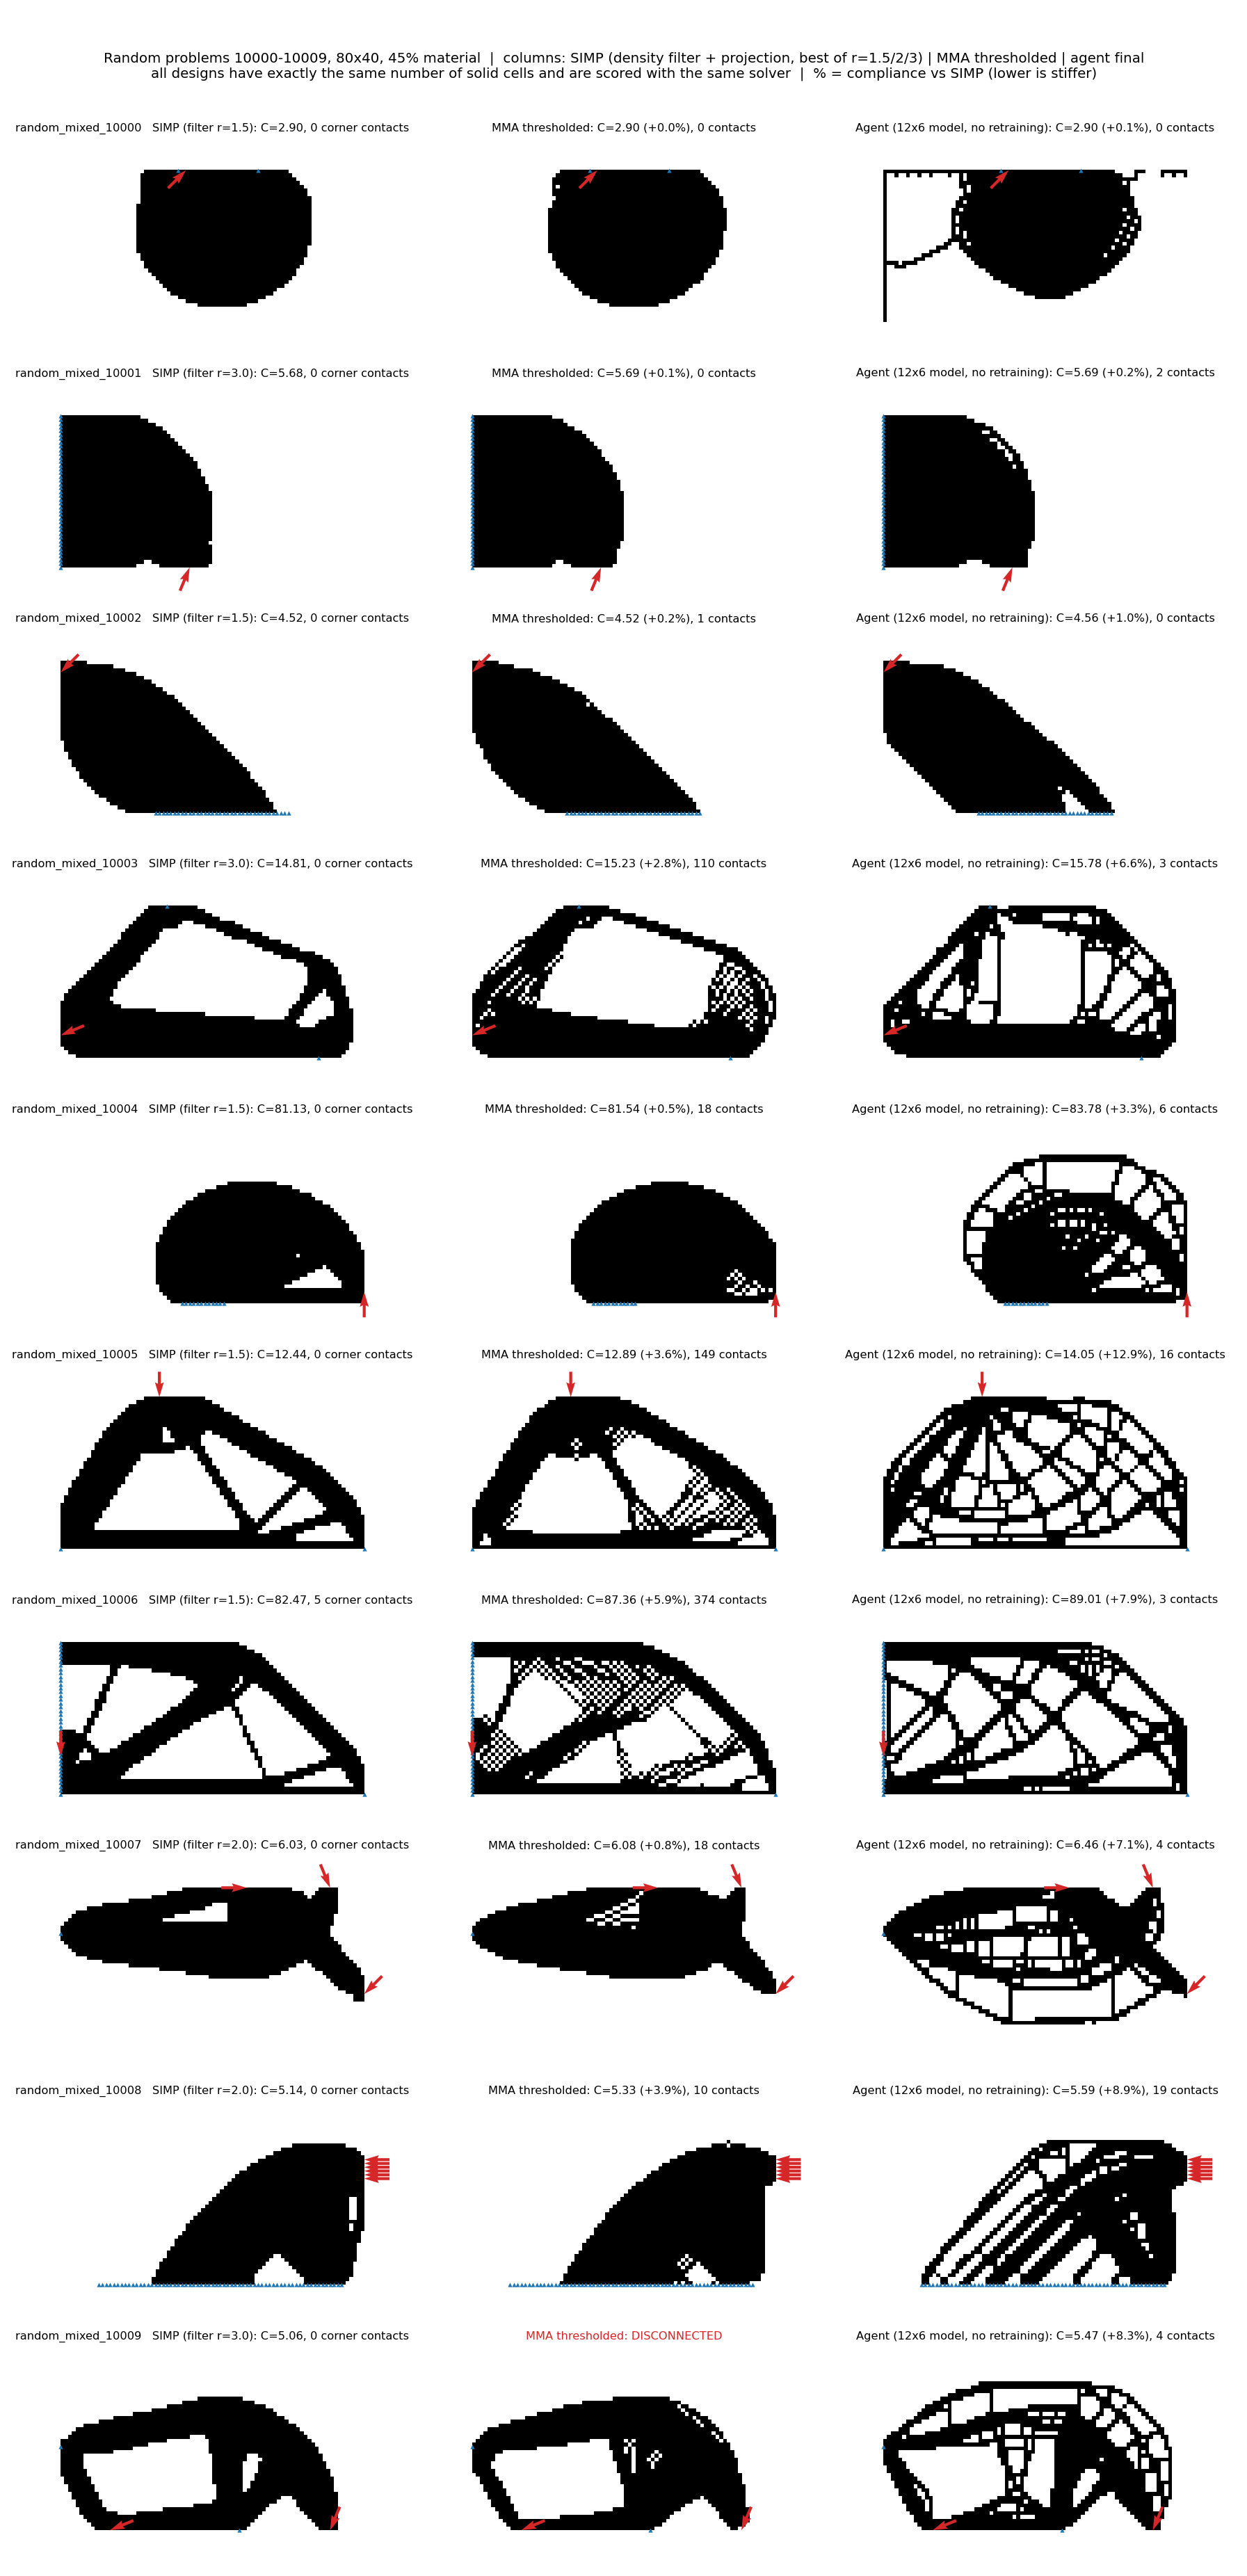 Random problems 10000-10009, 80x40, 45% material | columns: SIMP (density filter + projection, best of r=1.5/2/3) | MMA thresholded | agent final
all designs have exactly the same number of solid cells and are scored with the same solver | % = compliance vs SIMP (lower is stiffer)
random_mixed_10000 SIMP (filter r=1.5): C=2.90, 0 corner contacts
MMA thresholded: C=2.90 (+0.0%), 0 contacts
Agent (12x6 model, no retraining): C=2.90 (+0.1%), 0 contacts
random_mixed_10001 SIMP (filter r=3.0): C=5.68, 0 corner contacts
MMA thresholded: C=5.69 (+0.1%), 0 contacts
Agent (12x6 model, no retraining): C=5.69 (+0.2%), 2 contacts
random_mixed_10002 SIMP (filter r=1.5): C=4.52, 0 corner contacts
MMA thresholded: C=4.52 (+0.2%), 1 contacts
Agent (12x6 model, no retraining): C=4.56 (+1.0%), 0 contacts
random_mixed_10003 SIMP (filter r=3.0): C=14.81, 0 corner contacts
MMA thresholded: C=15.23 (+2.8%), 110 contacts
Agent (12x6 model, no retraining): C=15.78 (+6.6%), 3 contacts
random_mixed_10004 SIMP (filter r=1.5): C=81.13, 0 corner contacts
MMA thresholded: C=81.54 (+0.5%), 18 contacts
Agent (12x6 model, no retraining): C=83.78 (+3.3%), 6 contacts
random_mixed_10005 SIMP (filter r=1.5): C=12.44, 0 corner contacts
MMA thresholded: C=12.89 (+3.6%), 149 contacts
Agent (12x6 model, no retraining): C=14.05 (+12.9%), 16 contacts
random_mixed_10006 SIMP (filter r=1.5): C=82.47, 5 corner contacts
MMA thresholded: C=87.36 (+5.9%), 374 contacts
Agent (12x6 model, no retraining): C=89.01 (+7.9%), 3 contacts
random_mixed_10007 SIMP (filter r=2.0): C=6.03, 0 corner contacts
MMA thresholded: C=6.08 (+0.8%), 18 contacts
Agent (12x6 model, no retraining): C=6.46 (+7.1%), 4 contacts
random_mixed_10008 SIMP (filter r=2.0): C=5.14, 0 corner contacts
MMA thresholded: C=5.33 (+3.9%), 10 contacts
Agent (12x6 model, no retraining): C=5.59 (+8.9%), 19 contacts
random_mixed_10009 SIMP (filter r=3.0): C=5.06, 0 corner contacts
MMA thresholded: DISCONNECTED
Agent (12x6 model, no retraining): C=5.47 (+8.3%), 4 contacts